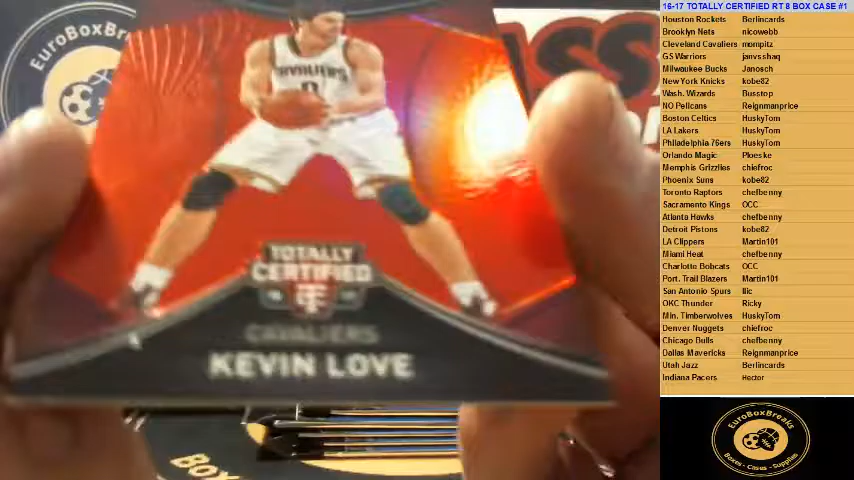 16-17 TOTALLY CERTIFIED RT 8 BOX CASE #1
Houston Rockets Berlincards
Brooklyn Nets nicowebb
Cleveland Cavaliers mompitz
GS Warriors janvsshaq
Milwaukee Bucks Janosch
New York Knicks kobe82
Wash. Wizards Busstop
NO Pelicans Reignmanprice
Boston Celtics HuskyTom
LA Lakers HuskyTom
Philadelphia 76ers HuskyTom
Orlando Magic Ploeske
Memphis Grizzlies chiefroc
Phoenix Suns kobe82
Toronto Raptors chefbenny
Sacramento Kings OCC
Atlanta Hawks chefbenny
Detroit Pistons kobe82
LA Clippers Martin101
Miami Heat chefbenny
Charlotte Bobcats OCC
Port. Trail Blazers Martin101
San Antonio Spurs
OKC Thunder Ricky
Min. Timberwolves HuskyTom
Denver Nuggets chiefroc
Chicago Bulls chefbenny
Dallas Mavericks Reignmanprice
Utah Jazz Berlincards
Indiana Pacers Hector
EuroBoxBreaks
CAVALIERS
TOTALLY
CERTIFIED
CAVALIERS
KEVIN LOVE
BOX
EuroBoxBreaks
Boxes - Cases - Supplies